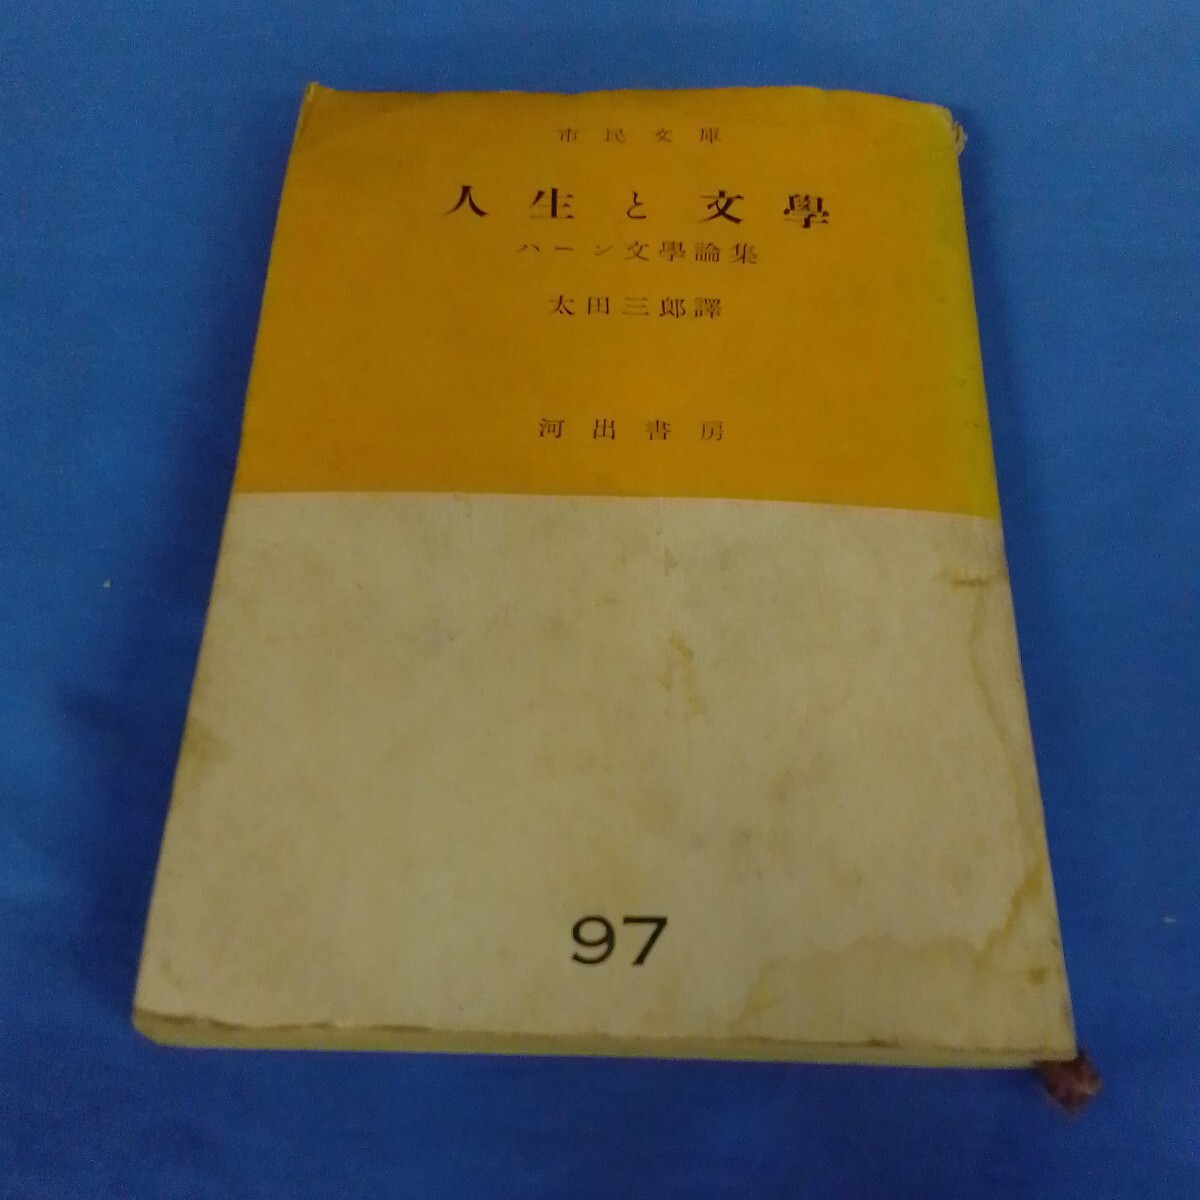 市民文庫
人生と文學
ハーン文學論集
太田三郎譯
河出書房
97